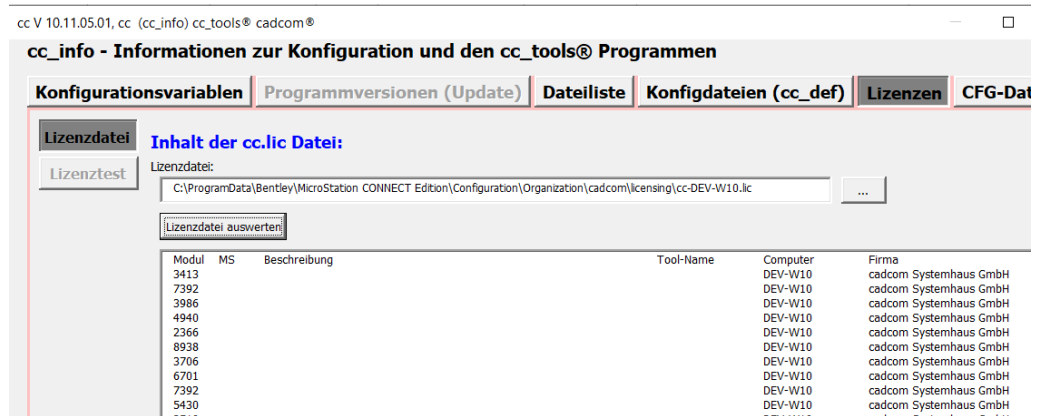 cc V 10.11.05.01, cc (cc_info) cc_tools® cadcom®
cc_info - Informationen zur Konfiguration und den cc_tools® Programmen
Konfigurationsvariablen Programmversionen (Update) Dateiliste Konfigdateien (cc_def) Lizenzen CFG-Dat
Lizenzdatei
Lizenztest
Inhalt der cc.lic Datei:
Lizenzdatei:
C:\ProgramData\Bentley\MicroStation CONNECT Edition\Configuration\Organization\cadcom\licensing\cc-DEV-W10.lic ...
Lizenzdatei auswerten
Modul MS Beschreibung Tool-Name Computer Firma
3413 DEV-W10 cadcom Systemhaus GmbH
7392 DEV-W10 cadcom Systemhaus GmbH
3986 DEV-W10 cadcom Systemhaus GmbH
4940 DEV-W10 cadcom Systemhaus GmbH
2366 DEV-W10 cadcom Systemhaus GmbH
8938 DEV-W10 cadcom Systemhaus GmbH
3706 DEV-W10 cadcom Systemhaus GmbH
6701 DEV-W10 cadcom Systemhaus GmbH
7392 DEV-W10 cadcom Systemhaus GmbH
5430 DEV-W10 cadcom Systemhaus GmbH